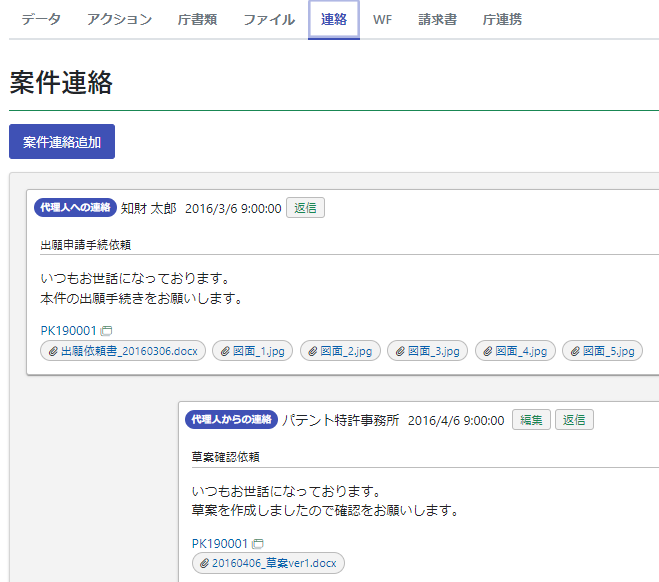 データ アクション 庁書類 ファイル 連絡 WF 請求書 庁連携
案件連絡
案件連絡追加
代理人への連絡 知財 太郎 2016/3/6 9:00:00 返信
出願申請手続依頼
いつもお世話になっております。
本件の出願手続きをお願いします。
PK190001
出願依頼書_20160306.docx 図面_1.jpg 図面_2.jpg 図面_3.jpg 図面_4.jpg 図面_5.jpg
代理人からの連絡 パテント特許事務所 2016/4/6 9:00:00 編集 返信
草案確認依頼
いつもお世話になっております。
草案を作成しましたので確認をお願いします。
PK190001
20160406_草案ver1.docx